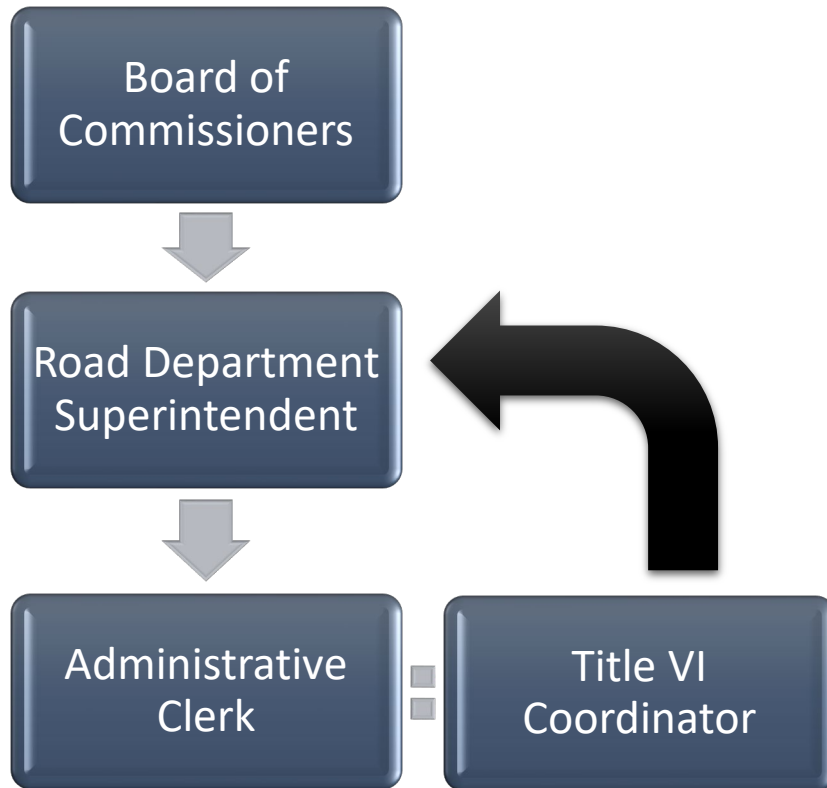 Board of
Commissioners
Road Department
Superintendent
Administrative
Clerk
Title VI
Coordinator